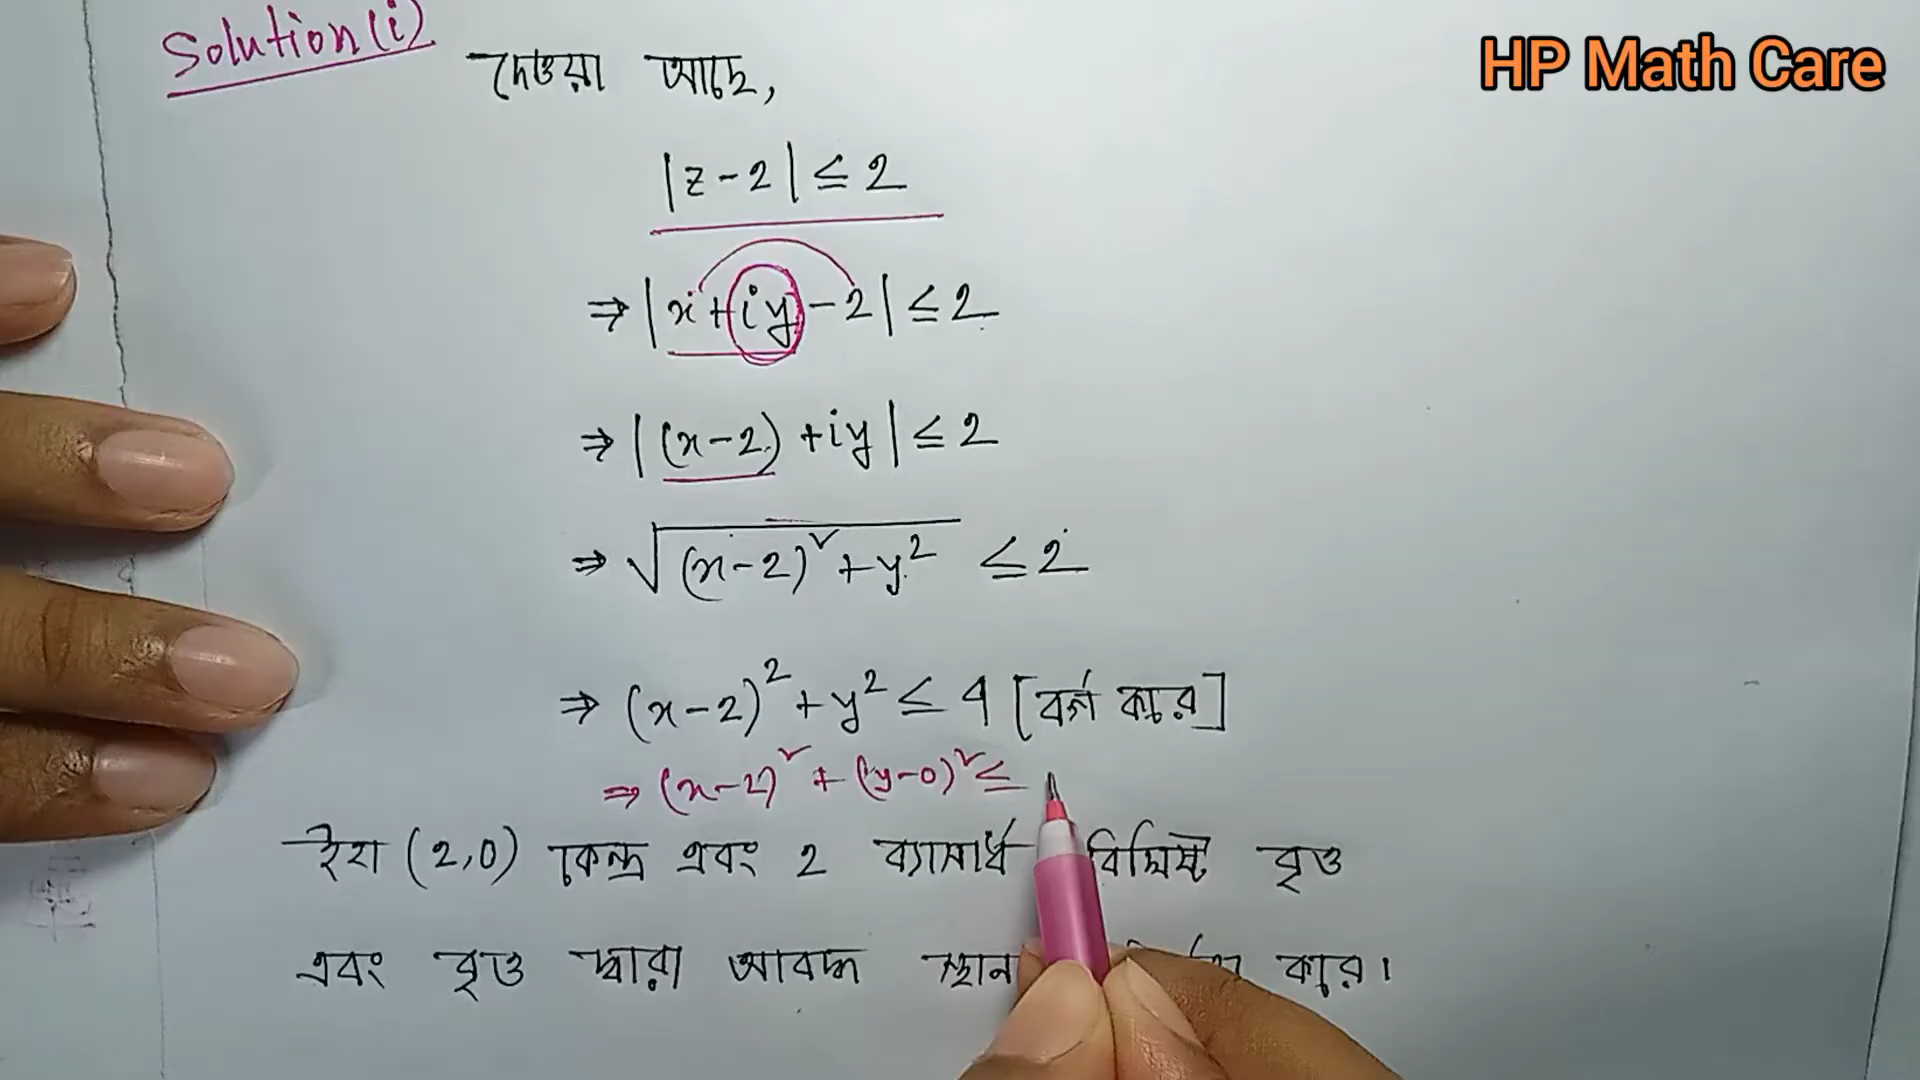 Solution (i)
HP Math Care
দেওয়া আছে,
|z-2| ≤ 2
⇒ |x+iy-2| ≤ 2
⇒ |(x-2)+iy| ≤ 2
⇒ √(x-2)² + y² ≤ 2
⇒ (x-2)² + y² ≤ 4 [বর্গ করে]
⇒ (x-2)² + (y-0)² ≤
ইহা (2,0) কেন্দ্র এবং 2 ব্যাসার্ধ বিশিষ্ট বৃত্ত
এবং বৃত্ত দ্বারা আবদ্ধ স্থান করে।